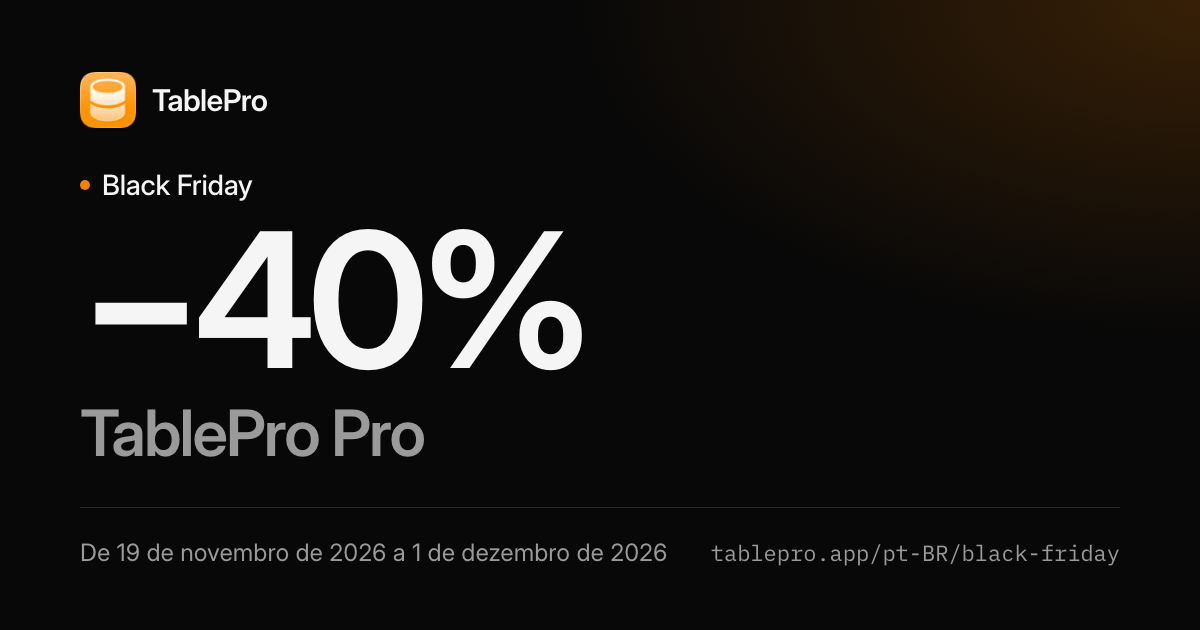 TablePro
Black Friday
–40%
TablePro Pro
De 19 de novembro de 2026 a 1 de dezembro de 2026
tablepro.app/pt-BR/black-friday